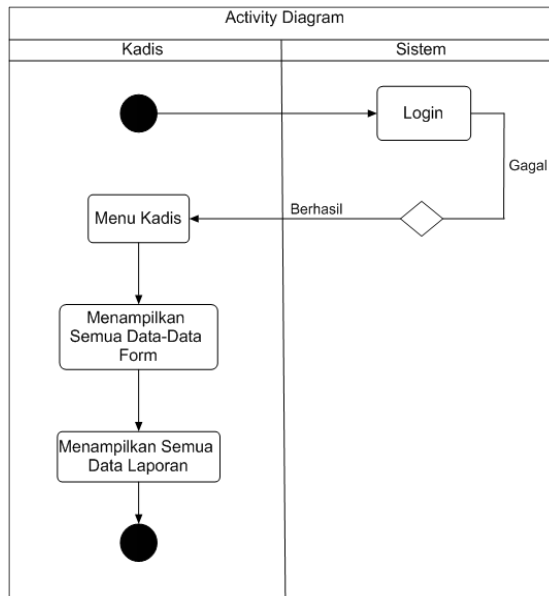 Activity Diagram
Kadis
Sistem
Login
Gagal
Berhasil
Menu Kadis
Menampilkan
Semua Data-Data
Form
Menampilkan Semua
Data Laporan